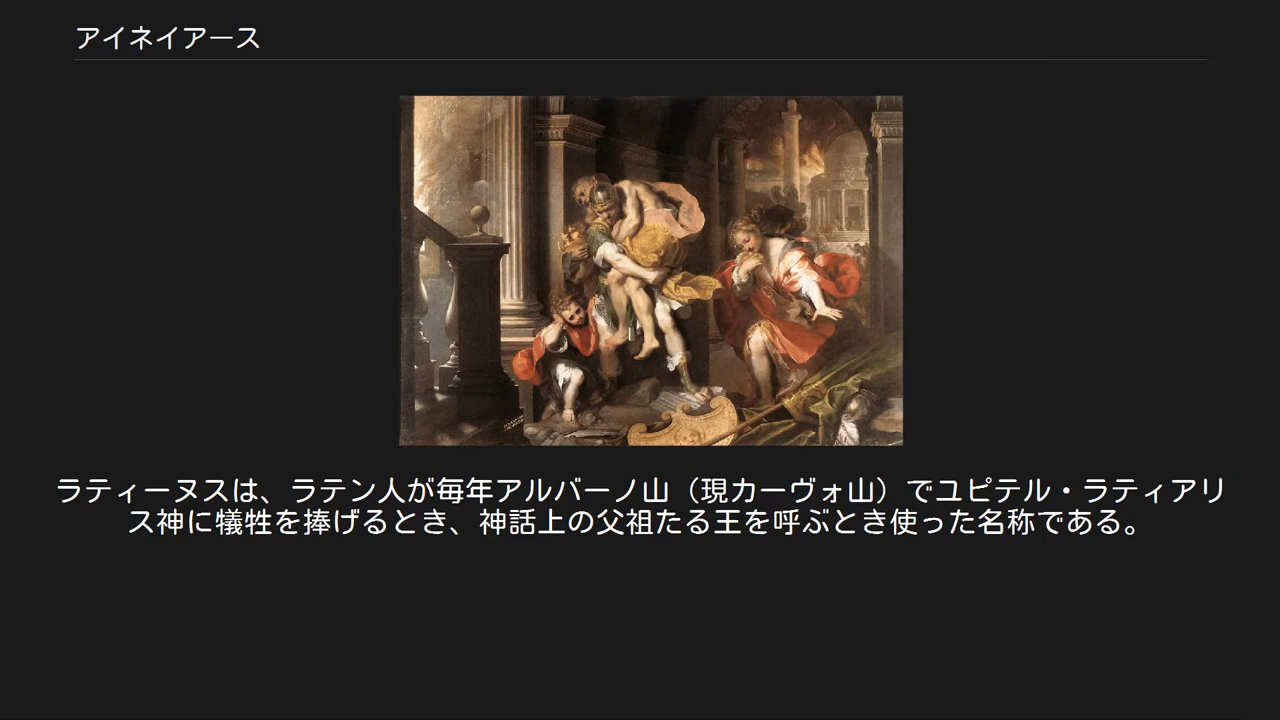 アイネイアース
ラティーヌスは、ラテン人が毎年アルバーノ山（現カーヴォ山）でユピテル・ラティアリ
ス神に犠牲を捧げるとき、神話上の父祖たる王を呼ぶとき使った名称である。